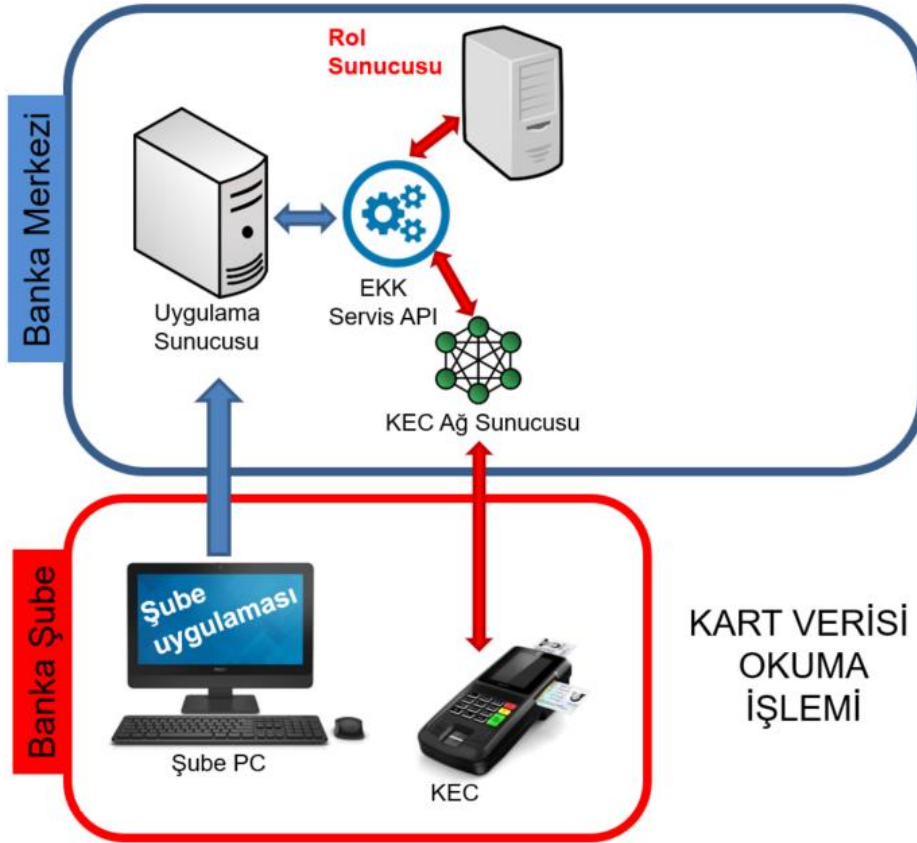 Rol
Sunucusu
Banka Merkezi
Uygulama
Sunucusu
EKK
Servis API
KEC Ağ Sunucusu
Banka Şube
Şube
uygulaması
Şube PC
KEC
KART VERİSİ
OKUMA
İŞLEMİ